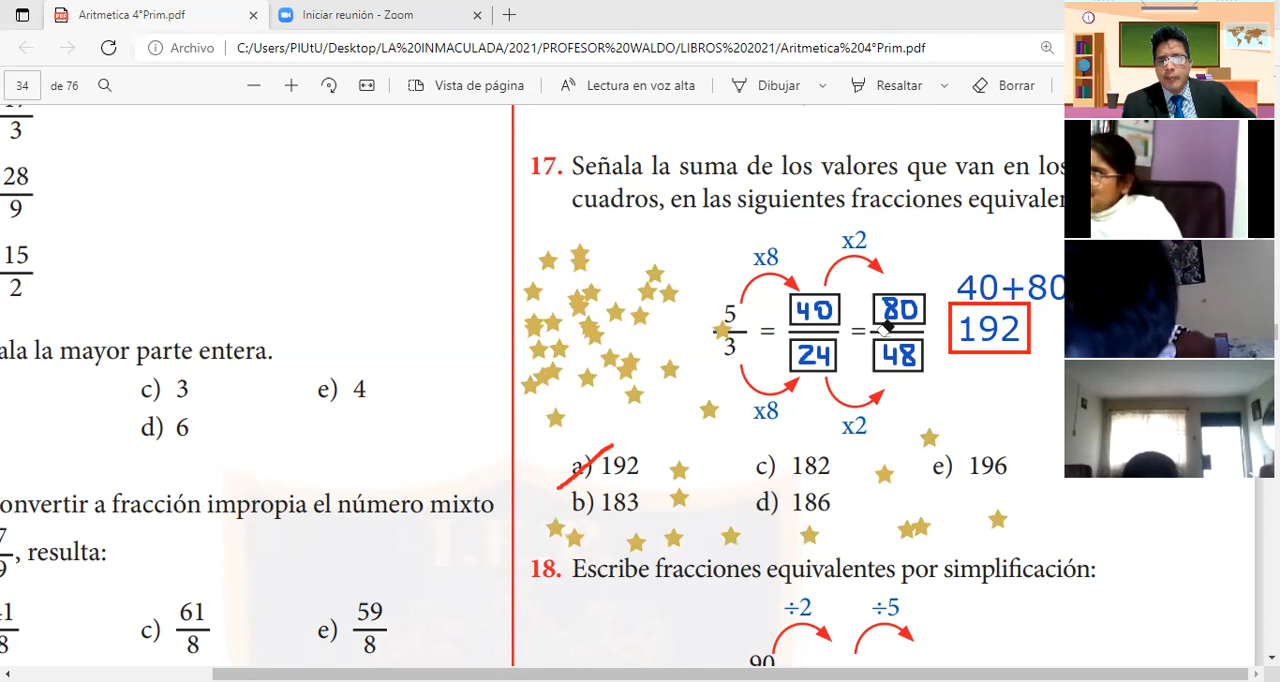 Aritmetica 4°Prim.pdf
Iniciar reunión - Zoom
Archivo
C:/Users/PIUtU/Desktop/LA%20INMACULADA/2021/PROFESOR%20WALDO/LIBROS%202021/Aritmetica%204°Prim.pdf
34 de 76
Vista de página
Lectura en voz alta
Dibujar
Resaltar
Borrar
3
28
9
15
2
ala la mayor parte entera.
c) 3
e) 4
d) 6
onvertir a fracción impropia el número mixto
9, resulta:
8
c) 61
8
e) 59
8
17. Señala la suma de los valores que van en los
cuadros, en las siguientes fracciones equivale
x8
x2
5
3
=
40
24
=
80
48
x8
x2
40+80
192
a) 192
c) 182
e) 196
b) 183
d) 186
18. Escribe fracciones equivalentes por simplificación:
÷2
÷5
90